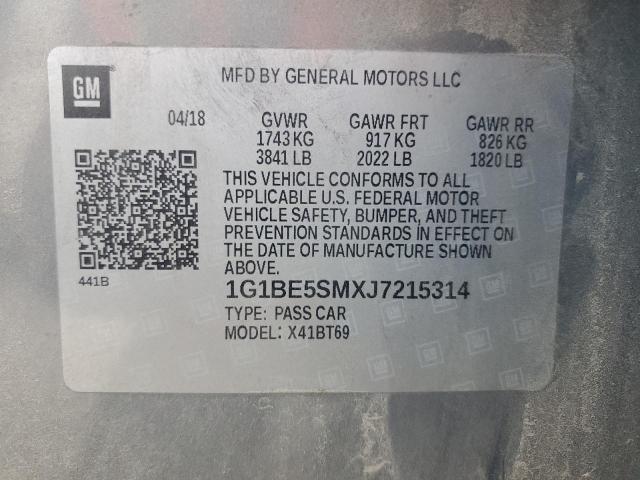 GM
MFD BY GENERAL MOTORS LLC
04/18 GVWR GAWR FRT GAWR RR
1743 KG 917 KG 826 KG
3841 LB 2022 LB 1820 LB
THIS VEHICLE CONFORMS TO ALL
APPLICABLE U.S. FEDERAL MOTOR
VEHICLE SAFETY, BUMPER, AND THEFT
PREVENTION STANDARDS IN EFFECT ON
THE DATE OF MANUFACTURE SHOWN
ABOVE.
441B
1G1BE5SMXJ7215314
TYPE: PASS CAR
MODEL: X41BT69